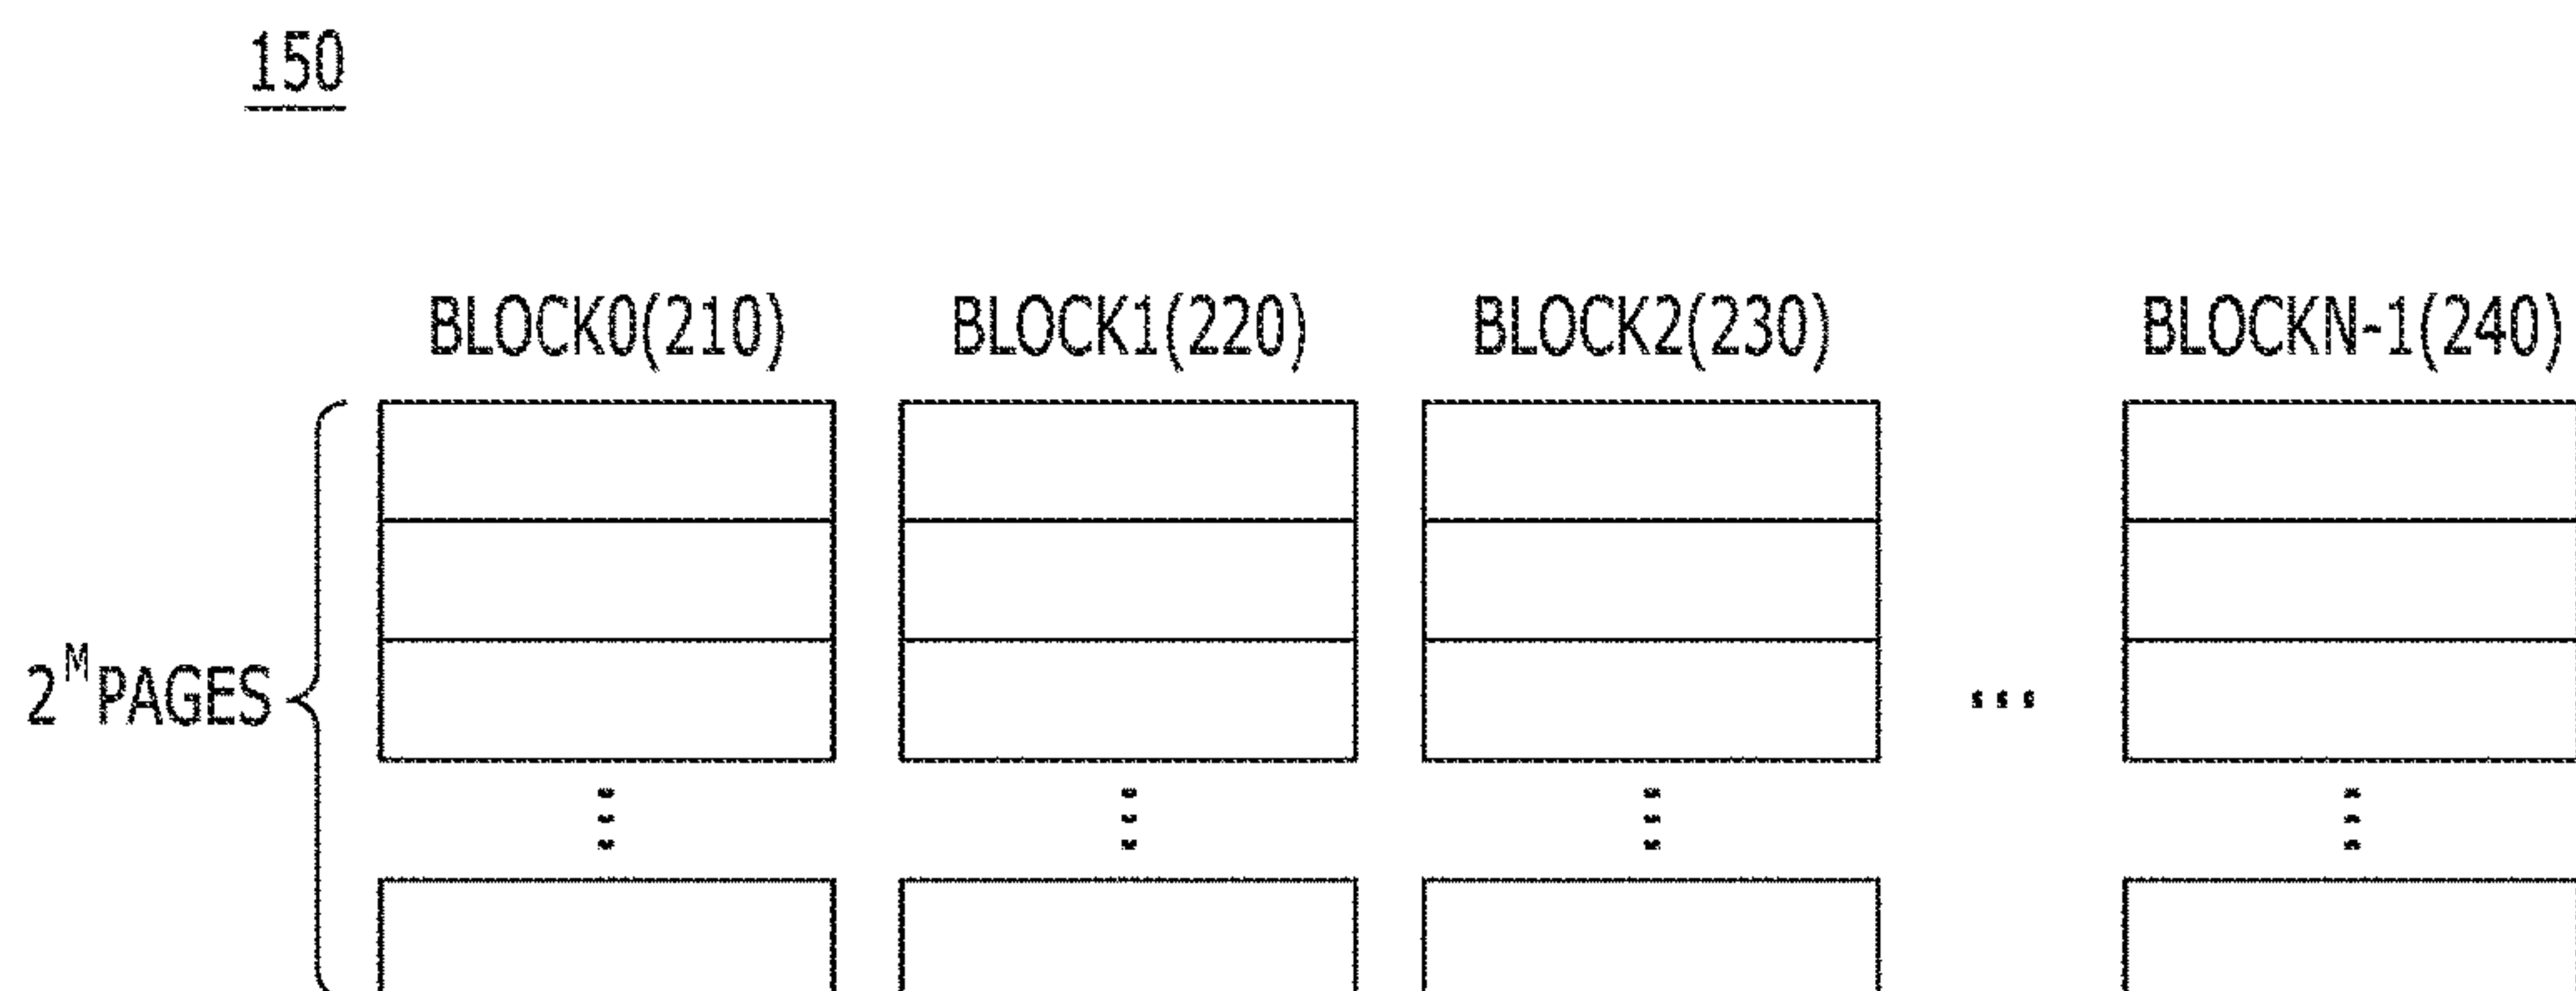 150
BLOCK0(210) BLOCK1(220) BLOCK2(230) BLOCKN-1(240)
2^M PAGES
...